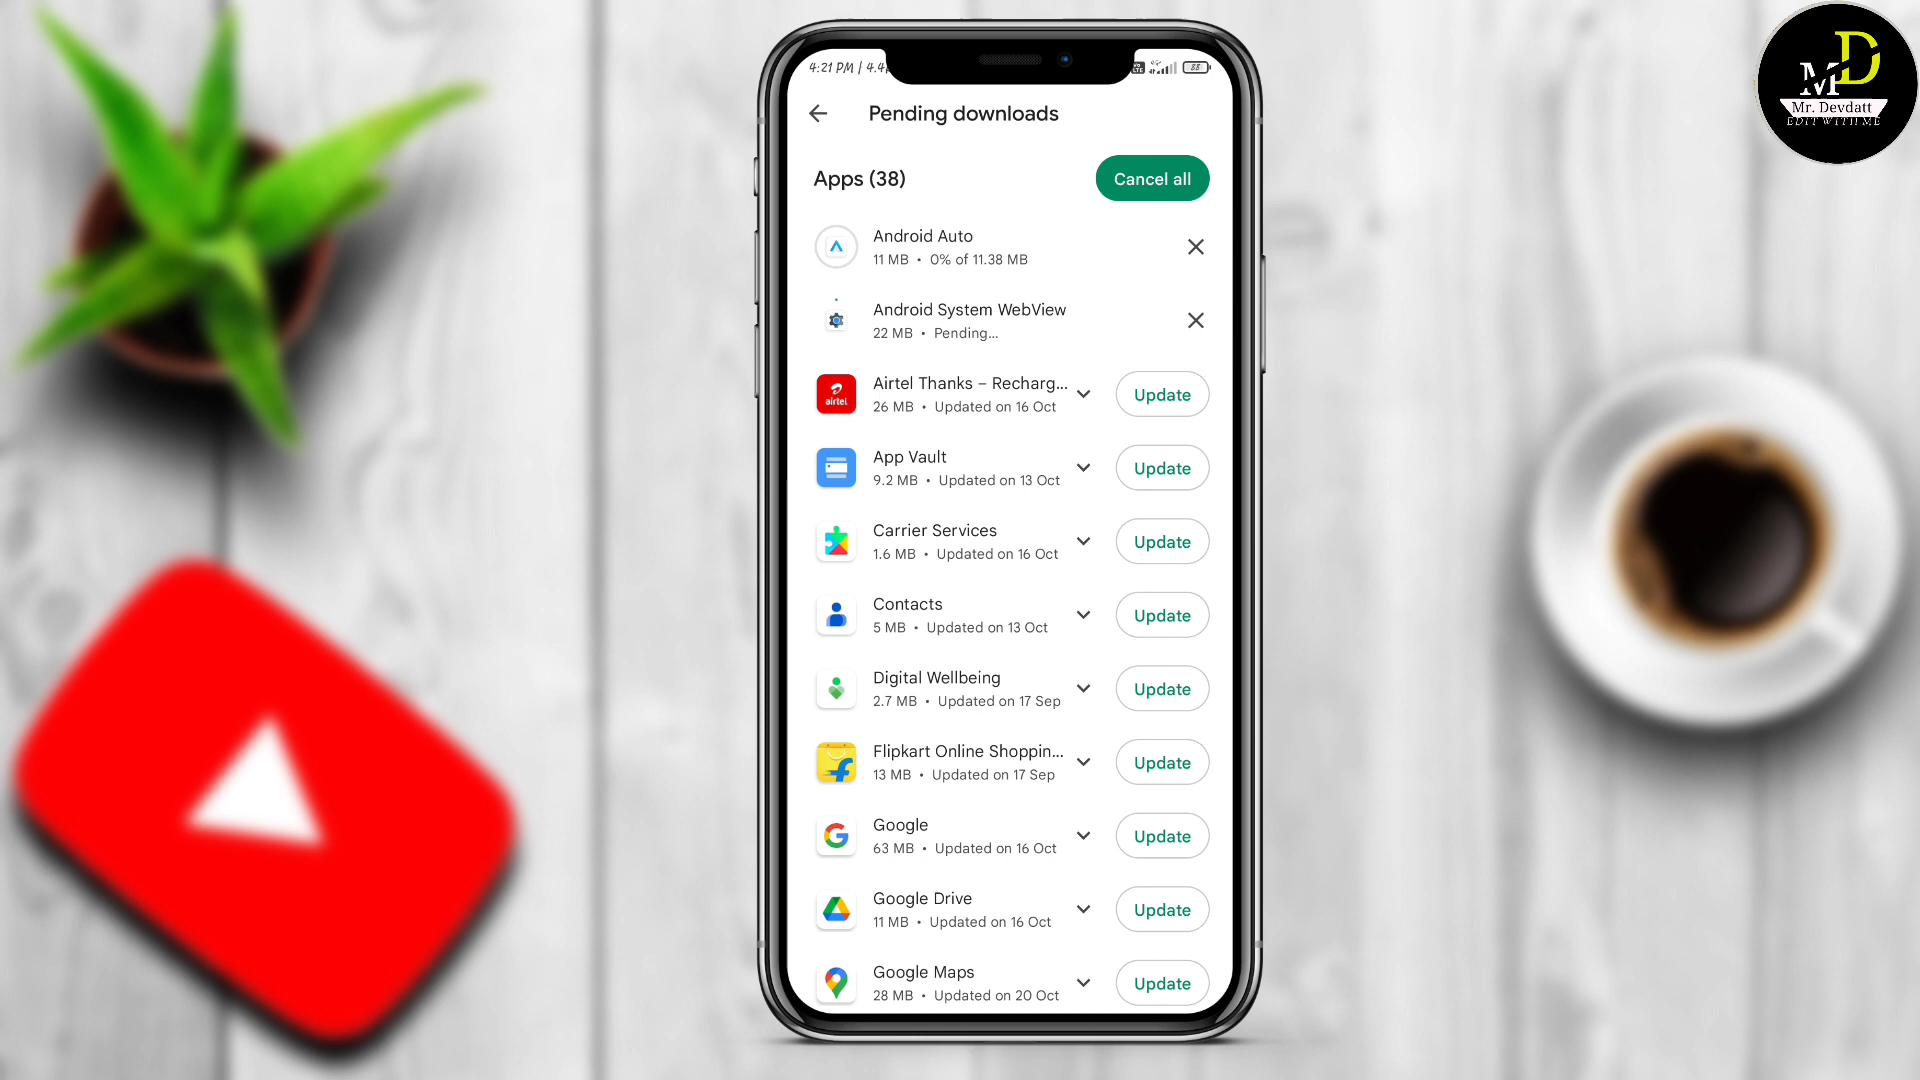 4:21 PM | 4.4
Pending downloads
Apps (38)
Cancel all
Android Auto
11 MB • 0% of 11.38 MB
Android System WebView
22 MB • Pending...
Airtel Thanks – Recharg...
26 MB • Updated on 16 Oct
Update
airtel
App Vault
9.2 MB • Updated on 13 Oct
Update
Carrier Services
1.6 MB • Updated on 16 Oct
Update
Contacts
5 MB • Updated on 13 Oct
Update
Digital Wellbeing
2.7 MB • Updated on 17 Sep
Update
Flipkart Online Shoppin...
13 MB • Updated on 17 Sep
Update
Google
63 MB • Updated on 16 Oct
Update
Google Drive
11 MB • Updated on 16 Oct
Update
Google Maps
28 MB • Updated on 20 Oct
Update
MD
Mr. Devdatt
EDIT WITH ME